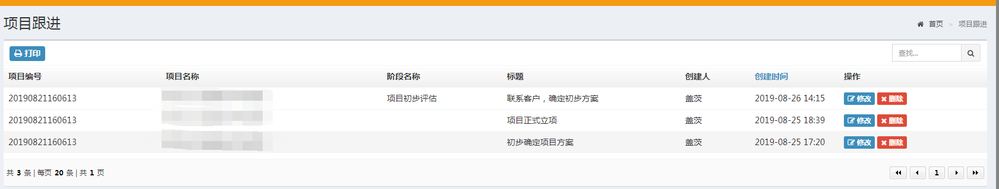 项目跟进
首页 > 项目跟进
打印
查找...
项目编号 项目名称 阶段名称 标题 创建人 创建时间 操作
20190821160613 项目初步评估 联系客户，确定初步方案 盖茨 2019-08-26 14:15 修改 删除
20190821160613 项目正式立项 盖茨 2019-08-25 18:39 修改 删除
20190821160613 初步确定项目方案 盖茨 2019-08-25 17:20 修改 删除
共 3 条 | 每页 20 条 | 共 1 页 1